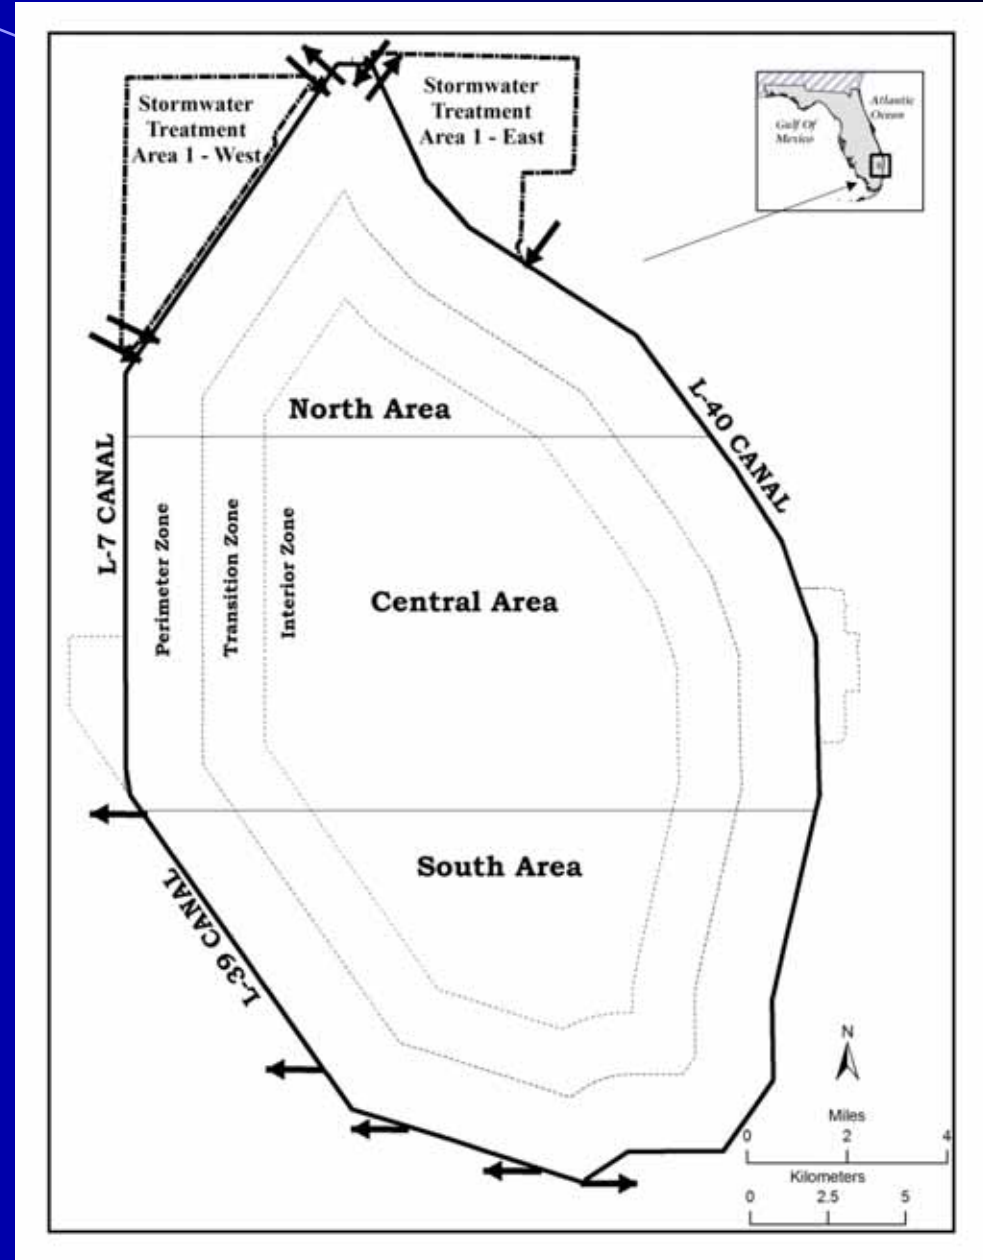 Stormwater
Treatment
Area 1 - West
Stormwater
Treatment
Area 1 - East
Atlantic
Ocean
Gulf Of
Mexico
North Area
L-40 CANAL
L-7 CANAL
Perimeter Zone
Transition Zone
Interior Zone
Central Area
South Area
L-39 CANAL
N
Miles
0 2 4
Kilometers
0 2.5 5